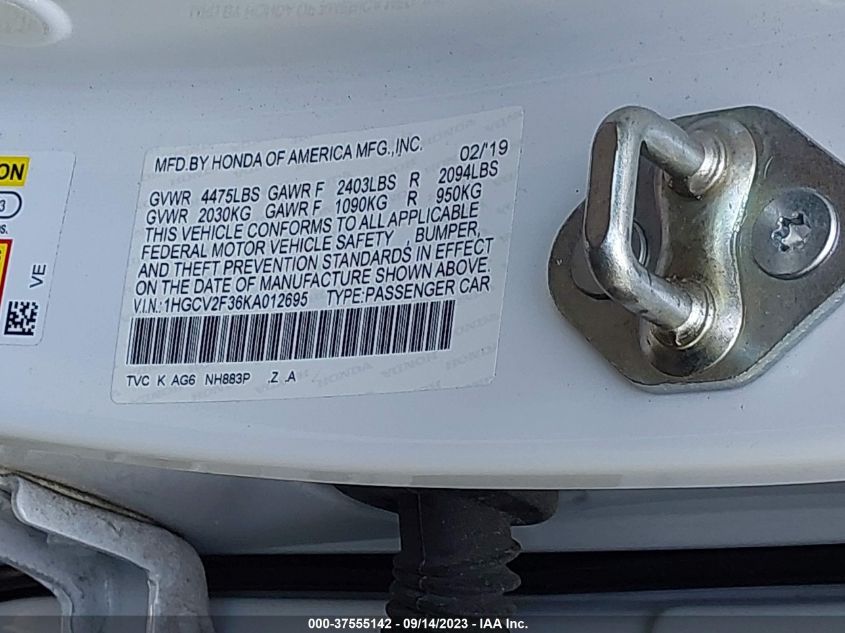 MFD.BY HONDA OF AMERICA MFG.,INC. 02/'19
GVWR 4475LBS GAWR F 2403LBS R 2094LBS
GVWR 2030KG GAWR F 1090KG R 950KG
THIS VEHICLE CONFORMS TO ALL APPLICABLE
FEDERAL MOTOR VEHICLE SAFETY , BUMPER,
AND THEFT PREVENTION STANDARDS IN EFFECT
ON THE DATE OF MANUFACTURE SHOWN ABOVE.
V.I.N.:1HGCV2F36KA012695 TYPE:PASSENGER CAR
TVC K AG6 NH883P ,Z ,A
ON
3
VE
000-37555142 - 09/14/2023 - IAA Inc.